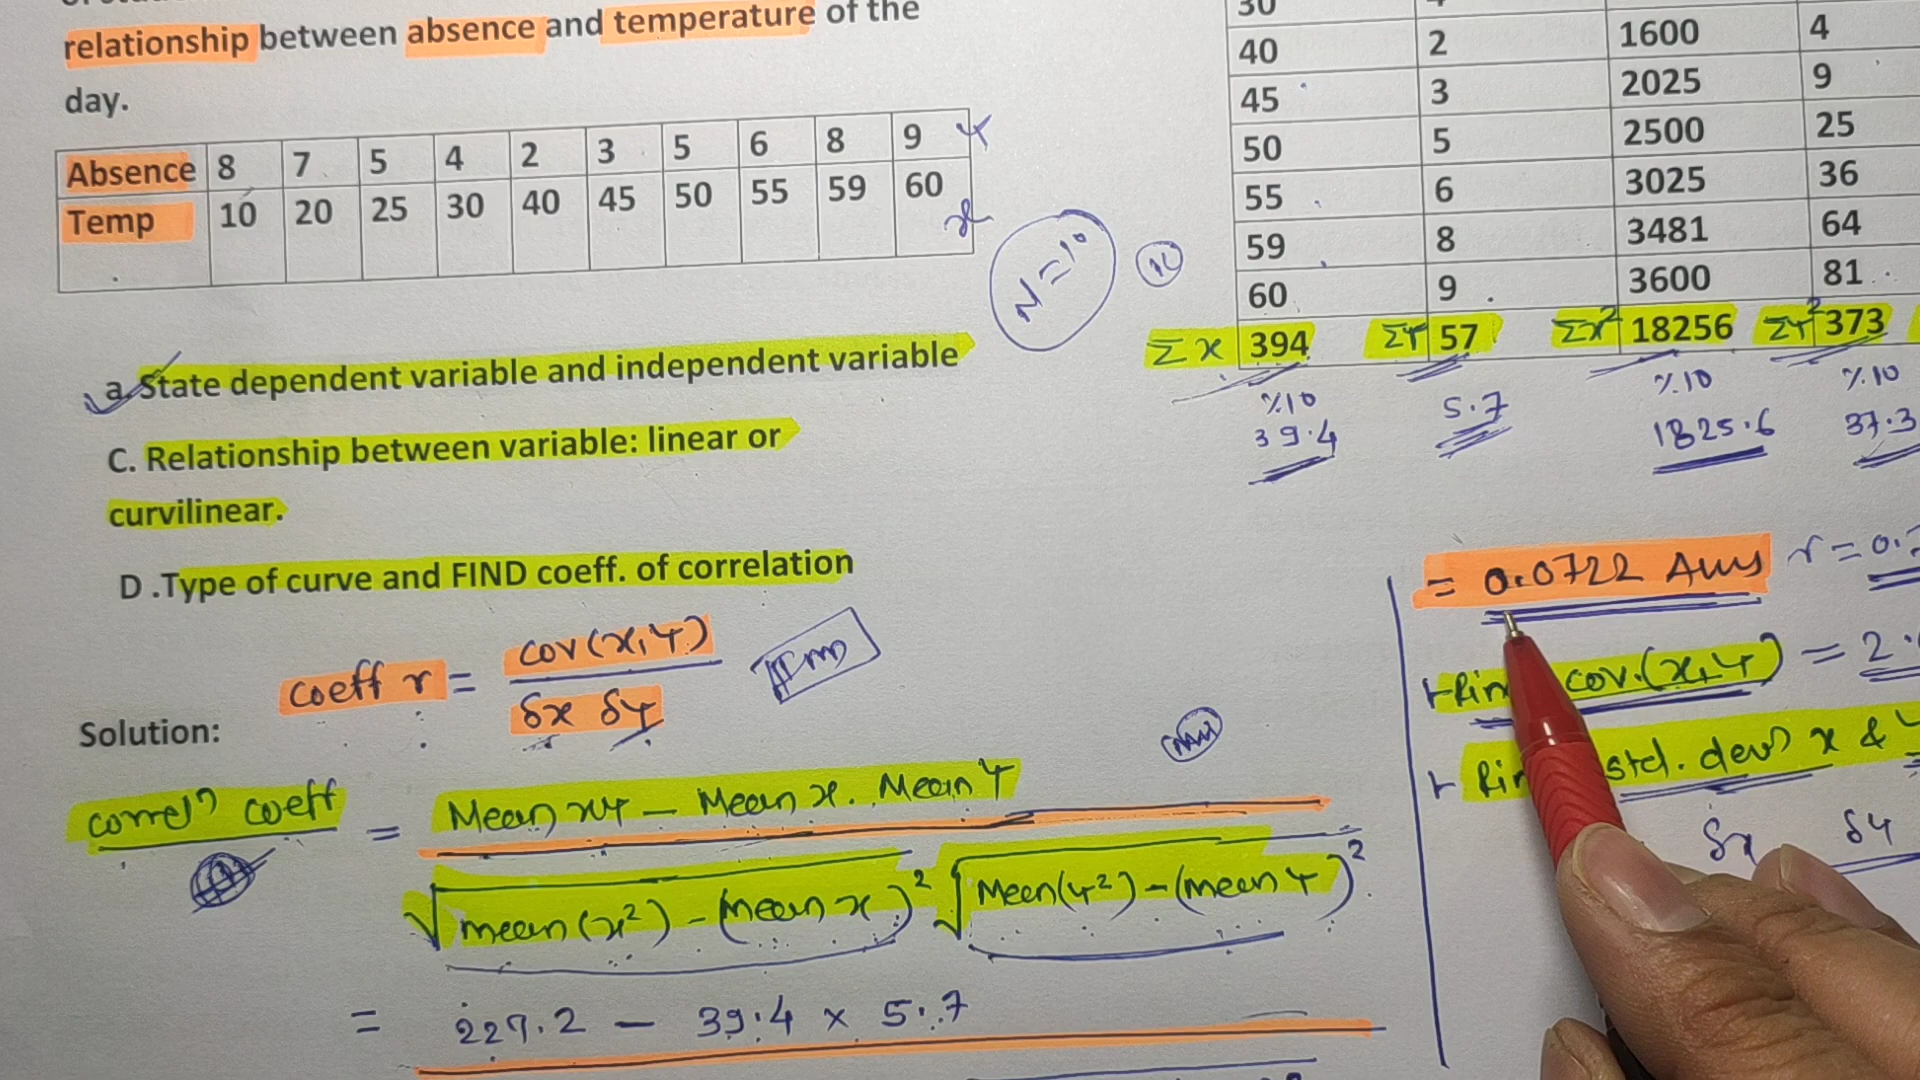 relationship between absence and temperature of the
day.
Absence 8 7 5 4 2 3 5 6 8 9 Y
Temp 10 20 25 30 40 45 50 55 59 60 x
N=10
10
a. State dependent variable and independent variable
C. Relationship between variable: linear or
curvilinear.
D .Type of curve and FIND coeff. of correlation
coeff r = cov(x,Y)
δx δy
Solution:
Correlⁿ coeff = Mean xy - Mean x. Mean Y
√mean(x²) - (Mean x)² √Mean(y²) - (mean Y)²
= 227.2 - 39.4 x 5.7
30
40 2 1600 4
45 3 2025 9
50 5 2500 25
55 6 3025 36
59 8 3481 64
60 9 3600 81
Σx 394 ΣY 57 Σx² 18256 ΣY² 373
%10 %10 %10
39.4 5.7 1825.6 37.3
= 0.0722 Ans r = 0.
cov.(x,Y) = 2.
std. devⁿ x & Y
δx δy